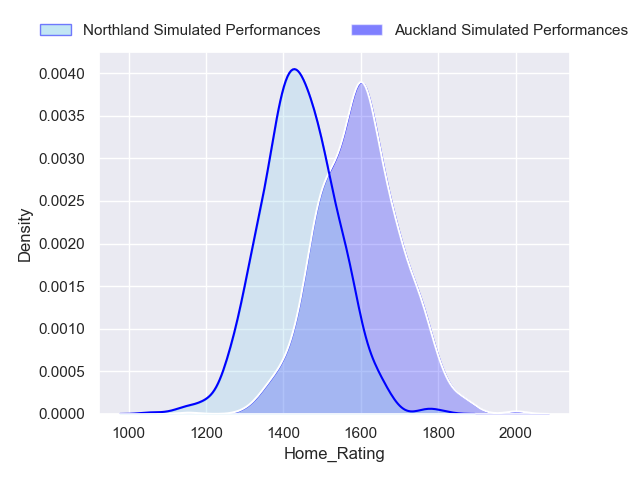 Northland Simulated Performances
Auckland Simulated Performances
0.0040
0.0035
0.0030
0.0025
0.0020
0.0015
0.0010
0.0005
0.0000
Density
1000 1200 1400 1600 1800 2000
Home_Rating